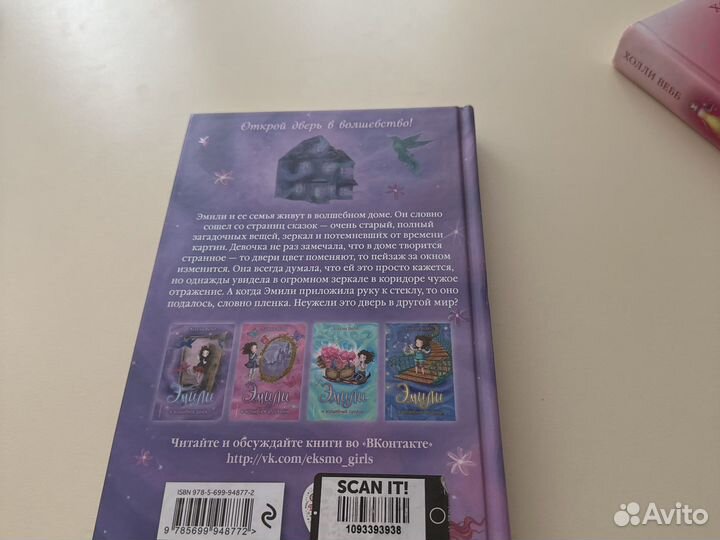 ХОЛЛИ ВЕБЕ
Открой дверь в волшебство!
Эмили и ее семья живут в волшебном доме. Он словно
сошел со страниц сказок — очень старый, полный
загадочных вещей, зеркал и потемневших от времени
картин. Девочка не раз замечала, что в доме творится
странное — то двери цвет поменяют, то пейзаж за окном
изменится. Она всегда думала, что ей это просто кажется,
но однажды увидела в огромном зеркале в коридоре чужое
отражение. А когда Эмили приложила руку к стеклу, то оно
подалось, словно пленка. Неужели это дверь в другой мир?
Эмили
Эмили
Эмили
Эмили
Читайте и обсуждайте книги во «ВКонтакте»
http://vk.com/eksmo_girls
ISBN 978-5-699-94877-2
9 785699 948772 >
SCAN IT!
1093393938
Avito